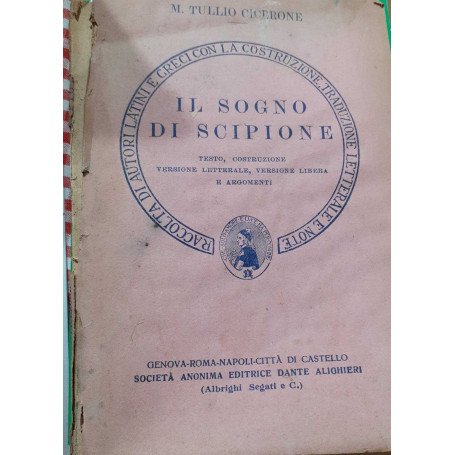 M. TULLIO CICERONE
RACCOLTA DI AUTORI LATINI E GRECI CON LA COSTRUZIONE, TRADUZIONE LETTERALE E NOTE
IL SOGNO
DI SCIPIONE
TESTO, COSTRUZIONE
VERSIONE LETTERALE, VERSIONE LIBERA
E ARGOMENTI
GENOVA-ROMA-NAPOLI-CITTÀ DI CASTELLO
SOCIETÀ ANONIMA EDITRICE DANTE ALIGHIERI
(Albrighi Segati e C.)